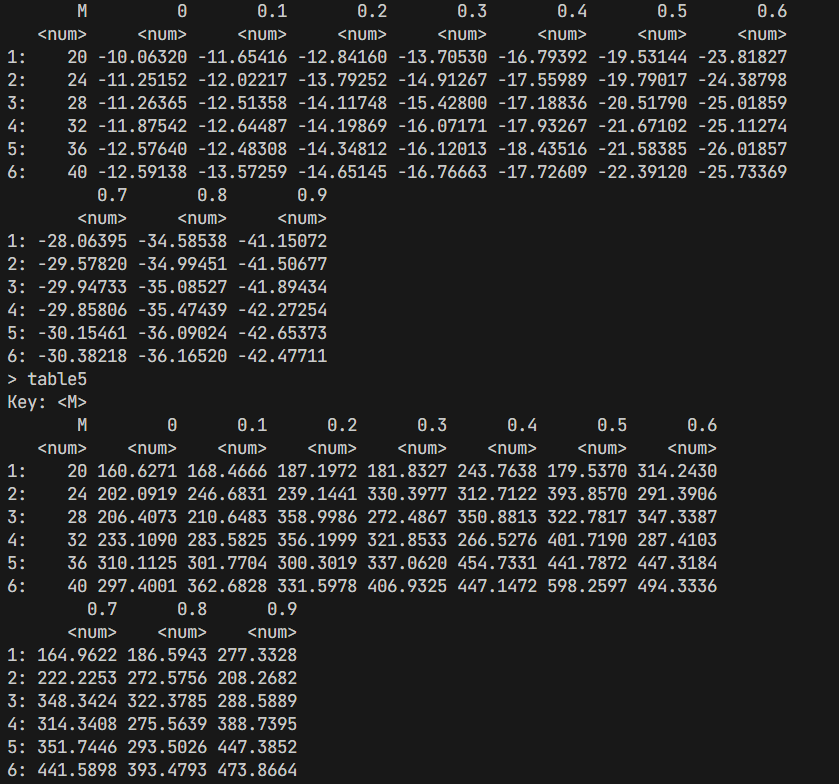 M 0 0.1 0.2 0.3 0.4 0.5 0.6
<num> <num> <num> <num> <num> <num> <num> <num>
1: 20 -10.06320 -11.65416 -12.84160 -13.70530 -16.79392 -19.53144 -23.81827
2: 24 -11.25152 -12.02217 -13.79252 -14.91267 -17.55989 -19.79017 -24.38798
3: 28 -11.26365 -12.51358 -14.11748 -15.42800 -17.18836 -20.51790 -25.01859
4: 32 -11.87542 -12.64487 -14.19869 -16.07171 -17.93267 -21.67102 -25.11274
5: 36 -12.57640 -12.48308 -14.34812 -16.12013 -18.43516 -21.58385 -26.01857
6: 40 -12.59138 -13.57259 -14.65145 -16.76663 -17.72609 -22.39120 -25.73369
0.7 0.8 0.9
<num> <num> <num>
1: -28.06395 -34.58538 -41.15072
2: -29.57820 -34.99451 -41.50677
3: -29.94733 -35.08527 -41.89434
4: -29.85806 -35.47439 -42.27254
5: -30.15461 -36.09024 -42.65373
6: -30.38218 -36.16520 -42.47711
> table5
Key: <M>
M 0 0.1 0.2 0.3 0.4 0.5 0.6
<num> <num> <num> <num> <num> <num> <num> <num>
1: 20 160.6271 168.4666 187.1972 181.8327 243.7638 179.5370 314.2430
2: 24 202.0919 246.6831 239.1441 330.3977 312.7122 393.8570 291.3906
3: 28 206.4073 210.6483 358.9986 272.4867 350.8813 322.7817 347.3387
4: 32 233.1090 283.5825 356.1999 321.8533 266.5276 401.7190 287.4103
5: 36 310.1125 301.7704 300.3019 337.0620 454.7331 441.7872 447.3184
6: 40 297.4001 362.6828 331.5978 406.9325 447.1472 598.2597 494.3336
0.7 0.8 0.9
<num> <num> <num>
1: 164.9622 186.5943 277.3328
2: 222.2253 272.5756 208.2682
3: 348.3424 322.3785 288.5889
4: 314.3408 275.5639 388.7395
5: 351.7446 293.5026 447.3852
6: 441.5898 393.4793 473.8664